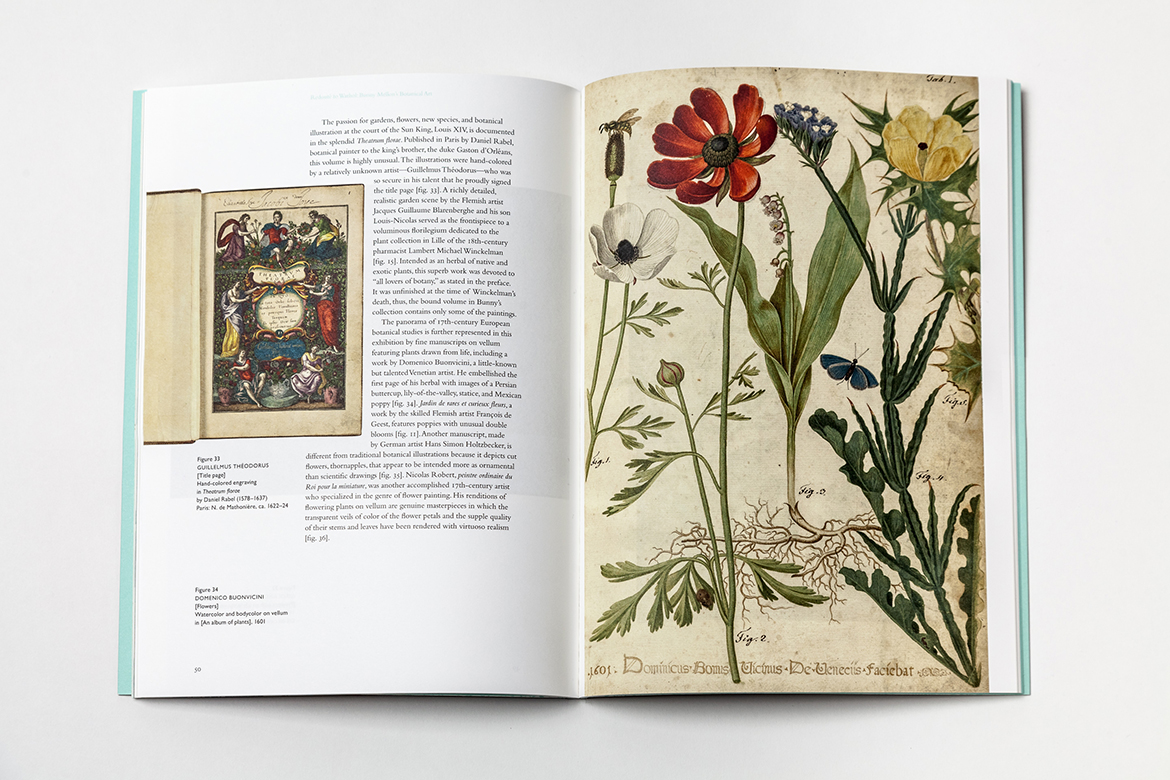 The passion for gardens, flowers, new species, and botanical
illustration at the court of the Sun King, Louis XIV, is documented
in the splendid Theatrum florae. Published in Paris by Daniel Rabel,
botanical painter to the king's brother, the duke Gaston d'Orléans,
this volume is highly unusual. The illustrations were hand-colored
by a relatively unknown artist—Guillelmus Théodorus—who was
so secure in his talent that he proudly signed
the title page [fig. 33]. A richly detailed,
realistic garden scene by the Flemish artist
Jacques Guillaume Blarenberghe and his son
Louis-Nicolas served as the frontispiece to a
voluminous florilegium dedicated to the
plant collection in Lille of the 18th-century
pharmacist Lambert Michael Winckelman
[fig. 15]. Intended as an herbal of native and
exotic plants, this superb work was devoted to
"all lovers of botany," as stated in the preface.
It was unfinished at the time of Winckelman's
death, thus, the bound volume in Bunny's
collection contains only some of the paintings.
The panorama of 17th-century European
botanical studies is further represented in this
exhibition by fine manuscripts on vellum
featuring plants drawn from life, including a
work by Domenico Buonvicini, a little-known
but talented Venetian artist. He embellished the
first page of his herbal with images of a Persian
buttercup, lily-of-the-valley, statice, and Mexican
poppy [fig. 34]. Jardin de rares et curieux fleurs, a
work by the skilled Flemish artist François de
Geest, features poppies with unusual double
blooms [fig. 11]. Another manuscript, made
by German artist Hans Simon Holtzbecker, is
different from traditional botanical illustrations because it depicts cut
flowers, thornapples, that appear to be intended more as ornamental
than scientific drawings [fig. 35]. Nicolas Robert, peintre ordinaire du
Roi pour la miniature, was another accomplished 17th-century artist
who specialized in the genre of flower painting. His renditions of
flowering plants on vellum are genuine masterpieces in which the
transparent veils of color of the flower petals and the supple quality
of their stems and leaves have been rendered with virtuoso realism
[fig. 36].
Figure 33
GUILLELMUS THÉODORUS
[Title page]
Hand-colored engraving
in Theatrum florae
by Daniel Rabel (1578–1637)
Paris: N. de Mathonière, ca. 1622–24
Figure 34
DOMENICO BUONVICINI
[Flowers]
Watercolor and bodycolor on vellum
in [An album of plants], 1601
50
Tab. 1.
fig. 1.
Fig. 3
Fig. 4
Fig. 2.
1601. Dominicus Bonus Vicinus De Veneciis Faciebat